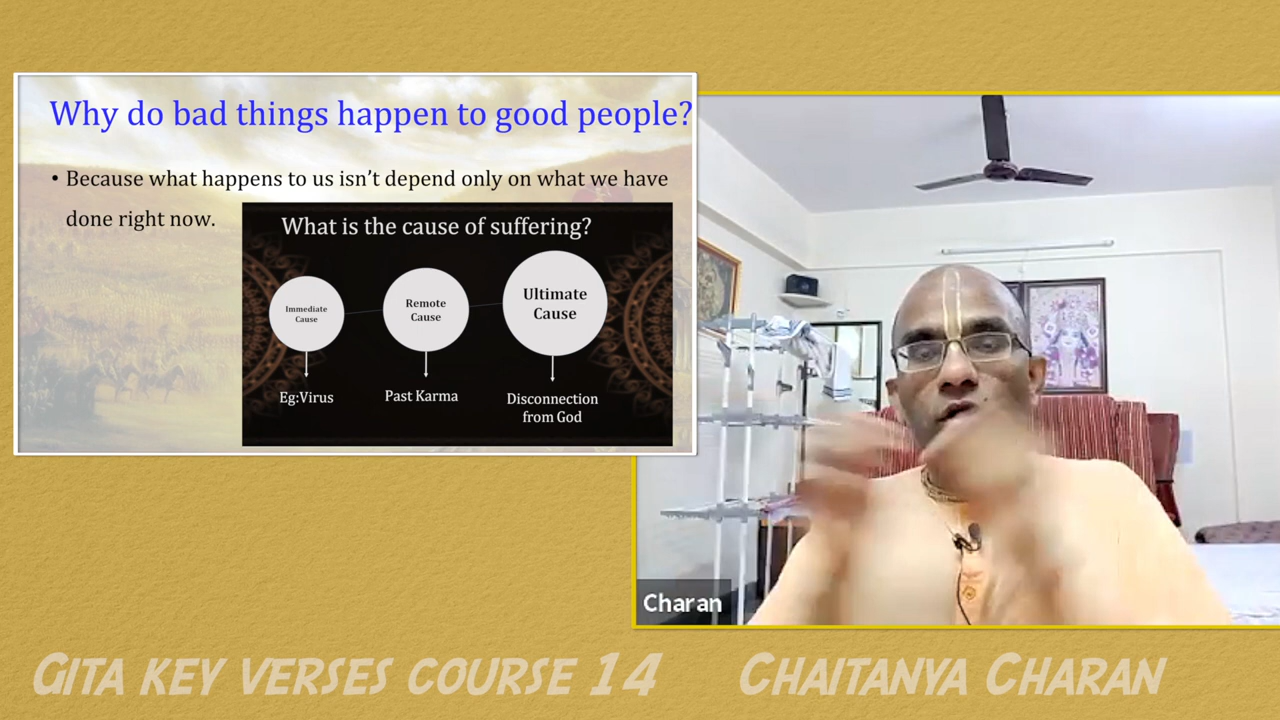 Why do bad things happen to good people?
• Because what happens to us isn’t depend only on what we have
done right now.
What is the cause of suffering?
Immediate
Cause
Remote
Cause
Ultimate
Cause
Eg:Virus
Past Karma
Disconnection
from God
Charan
GITA KEY VERSES COURSE 14
CHAITANYA CHARAN